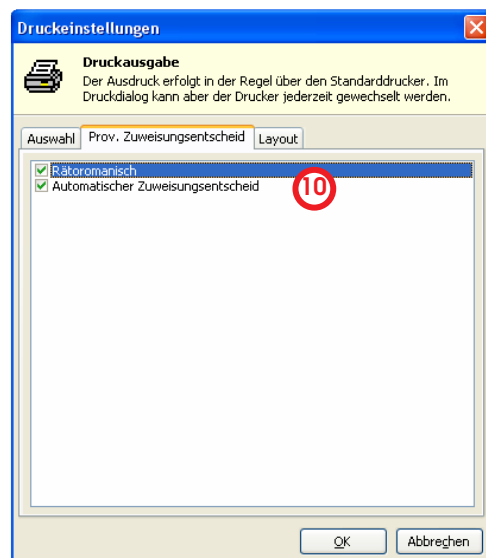 Druckeinstellungen
Druckausgabe
Der Ausdruck erfolgt in der Regel über den Standarddrucker. Im
Druckdialog kann aber der Drucker jederzeit gewechselt werden.
Auswahl Prov. Zuweisungsentscheid Layout
Rätoromanisch
Automatischer Zuweisungsentscheid 10
OK Abbrechen